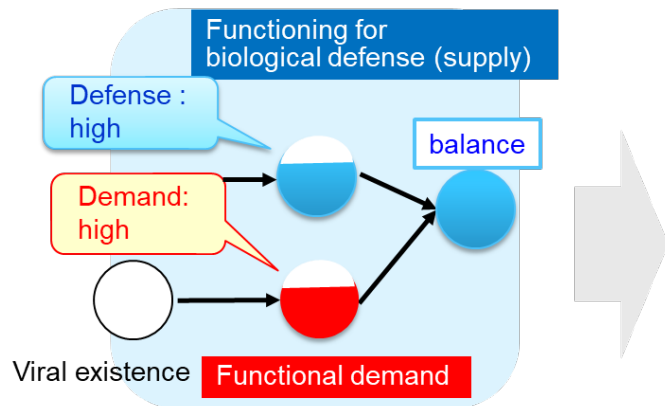 Functioning for
biological defense (supply)
Defense :
high
balance
Demand:
high
Viral existence
Functional demand